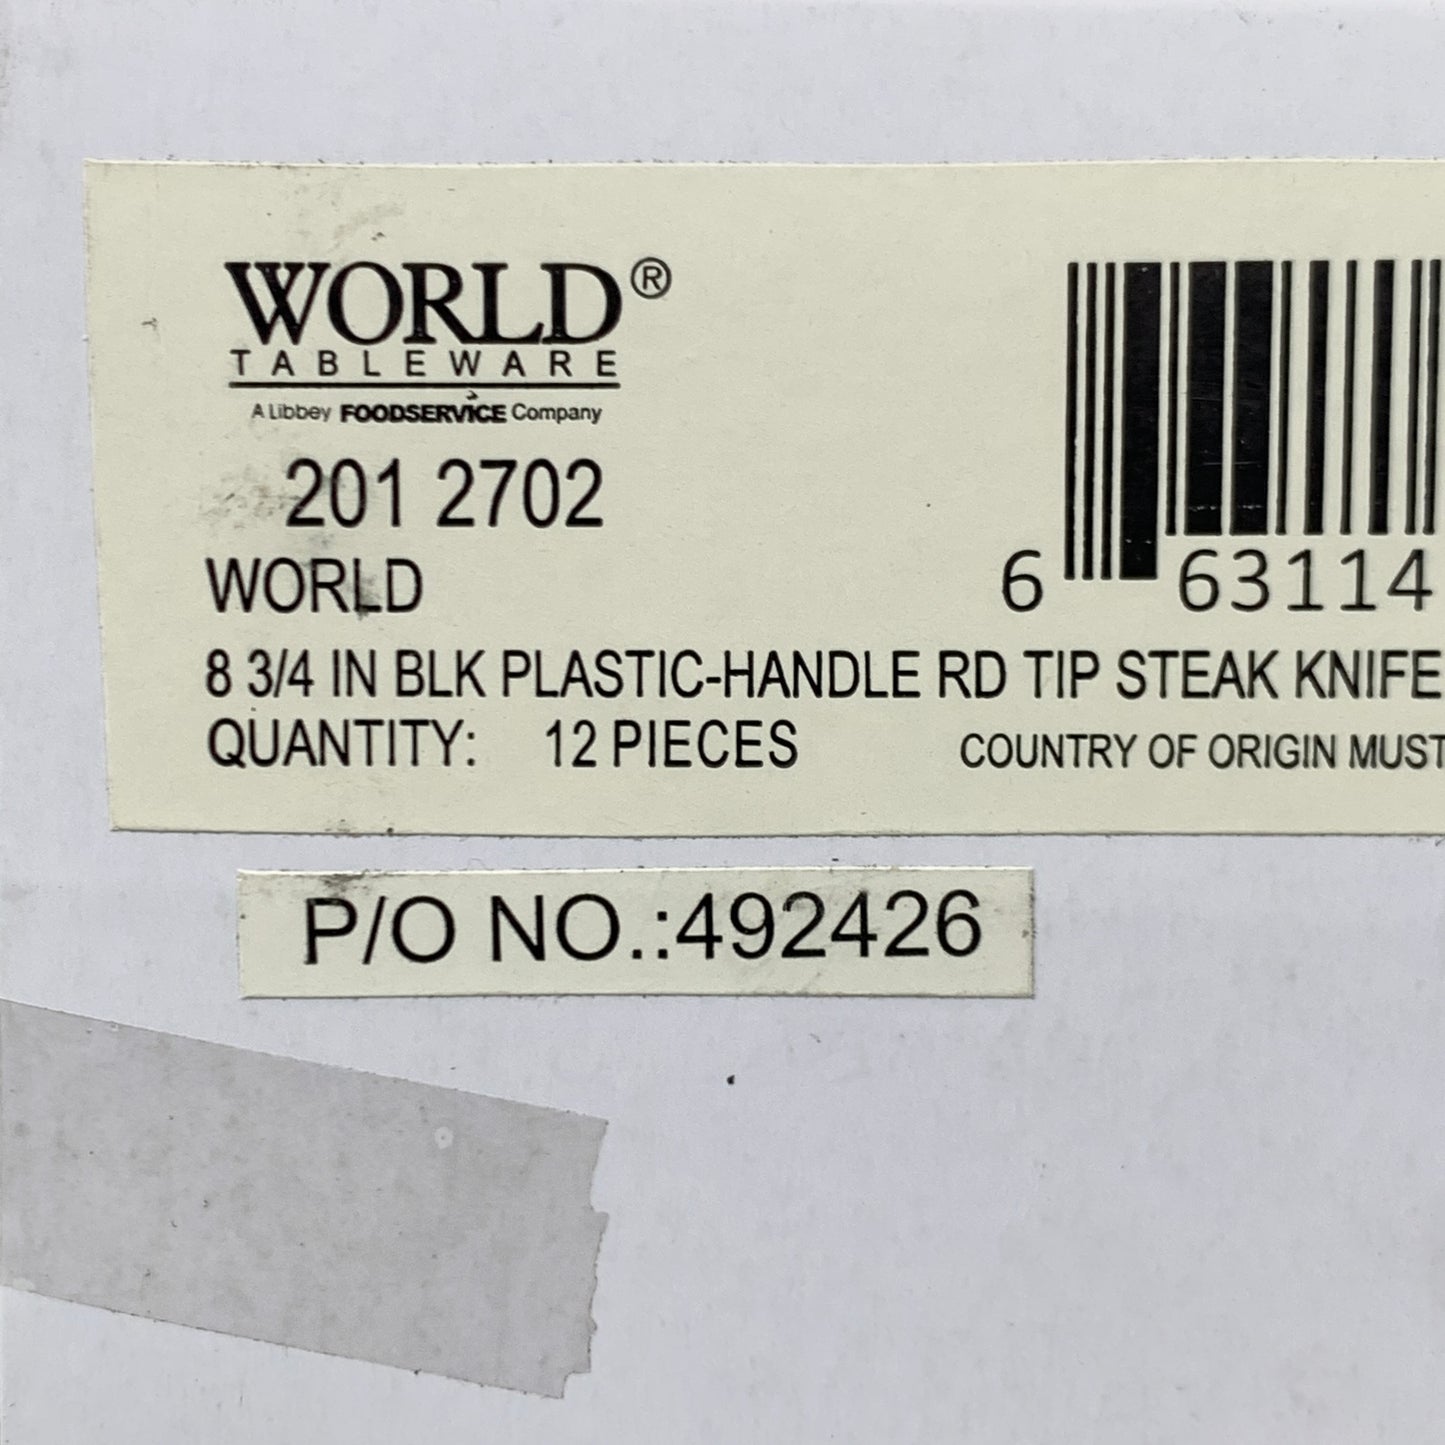 WORLD®
TABLEWARE
A Libbey FOODSERVICE Company
201 2702
WORLD
6 63114
8 3/4 IN BLK PLASTIC-HANDLE RD TIP STEAK KNIFE
QUANTITY: 12 PIECES COUNTRY OF ORIGIN MUST
P/O NO.:492426